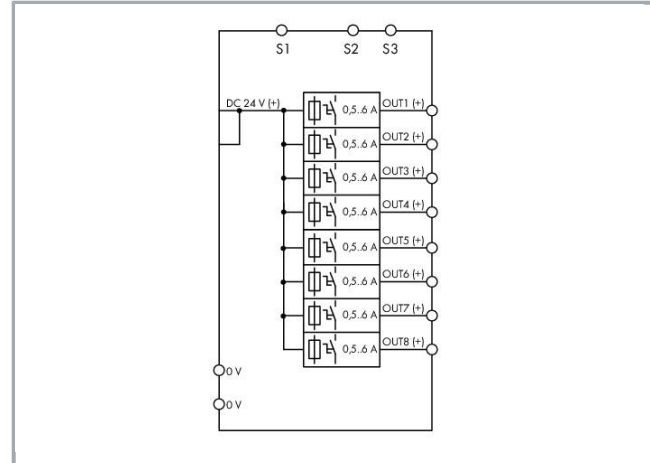 S1 S2 S3
DC 24 V (+) 0,5..6 A OUT1 (+)
0,5..6 A OUT2 (+)
0,5..6 A OUT3 (+)
0,5..6 A OUT4 (+)
0,5..6 A OUT5 (+)
0,5..6 A OUT6 (+)
0,5..6 A OUT7 (+)
0,5..6 A OUT8 (+)
0 V
0 V